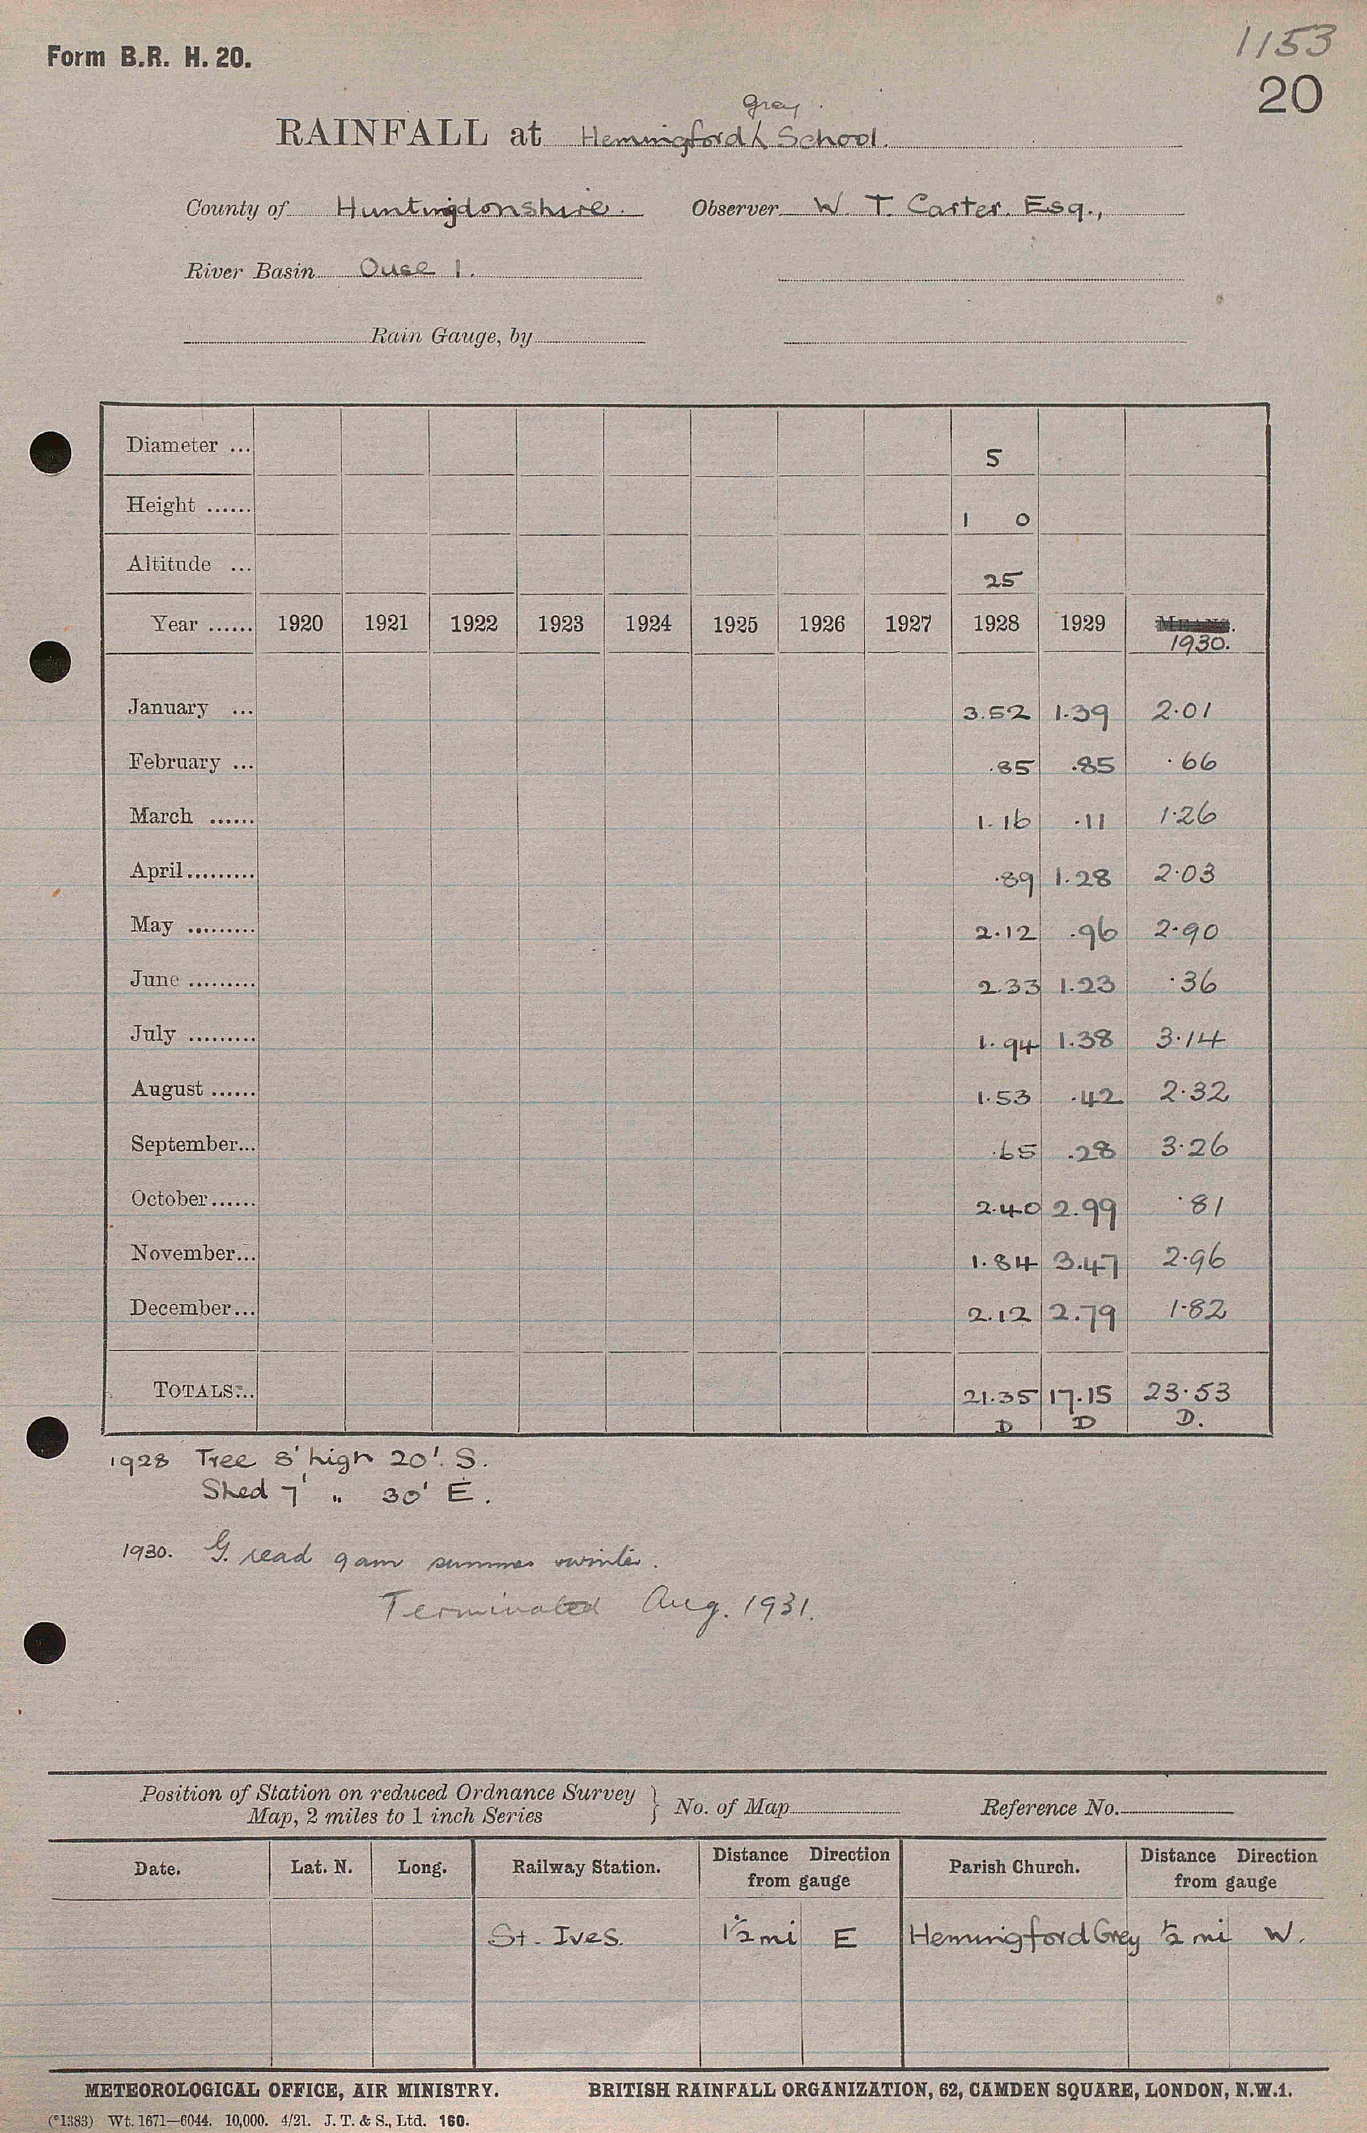 1153
Form B.R. H. 20.
20
Grey.
RAINFALL at Hemmingford ⁁ School.
County of Huntingdonshire. Observer W. T. Carter. Esq.,
River Basin Ouse 1.
Rain Gauge, by
Diameter ... 5
Height ...... 1 0
Altitude ... 25
Year ...... 1920 1921 1922 1923 1924 1925 1926 1927 1928 1929 MEANS.
1930.
January ... 3.52 1.39 2.01
February ... .85 .85 .66
March ...... 1.16 .11 1.26
April......... .89 1.28 2.03
May ......... 2.12 .96 2.90
June ......... 2.33 1.23 .36
July ......... 1.94 1.38 3.14
August ...... 1.53 .42 2.32
September... .65 .28 3.26
October...... 2.40 2.99 .81
November... 1.84 3.47 2.96
December... 2.12 2.79 1.82
TOTALS... 21.35 17.15 23.53
D D D.
1928 Tree 8' high 20'. S.
Shed 7' " 30' E.
1930. G. read 9am summer & winter.
Terminated Aug. 1931.
Position of Station on reduced Ordnance Survey
Map, 2 miles to 1 inch Series } No. of Map Reference No.
Date. Lat. N. Long. Railway Station. Distance Direction from gauge Parish Church. Distance Direction from gauge
St. Ives. 1½ mi E Hemmingford Grey ½ mi W.
METEOROLOGICAL OFFICE, AIR MINISTRY. BRITISH RAINFALL ORGANIZATION, 62, CAMDEN SQUARE, LONDON, N.W.1.
(*1383) Wt. 1671—6044. 10,000. 4/21. J. T. & S., Ltd. 160.